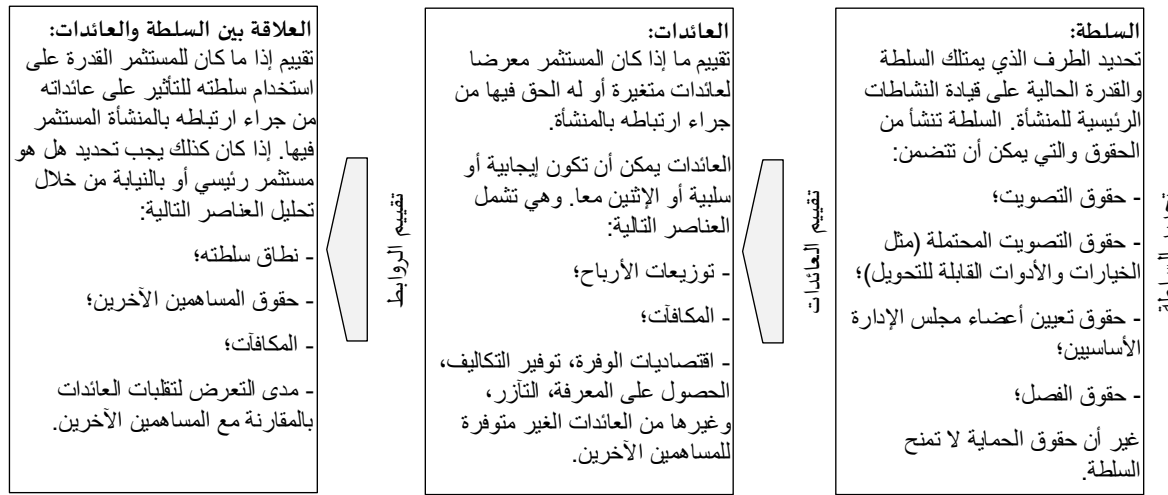 السلطة:
تحديد الطرف الذي يمتلك السلطة
والقدرة الحالية على قيادة النشاطات
الرئيسية للمنشأة. السلطة تنشأ من
الحقوق والتي يمكن أن تتضمن:
- حقوق التصويت؛
- حقوق التصويت المحتملة (مثل
الخيارات والأدوات القابلة للتحويل)؛
- حقوق تعيين أعضاء مجلس الإدارة
الأساسيين؛
- حقوق الفصل؛
غير أن حقوق الحماية لا تمنح
السلطة.
تقييم العائدات
العائدات:
تقييم ما إذا كان المستثمر معرضا
لعائدات متغيرة أو له الحق فيها من
جراء ارتباطه بالمنشأة.
العائدات يمكن أن تكون إيجابية أو
سلبية أو الإثنين معا. وهي تشمل
العناصر التالية:
- توزيعات الأرباح؛
- المكافآت؛
- اقتصاديات الوفرة، توفير التكاليف،
الحصول على المعرفة، التآزر،
وغيرها من العائدات الغير متوفرة
للمساهمين الآخرين.
تقييم الروابط
العلاقة بين السلطة والعائدات:
تقييم إذا ما كان للمستثمر القدرة على
استخدام سلطته للتأثير على عائداته
من جراء ارتباطه بالمنشأة المستثمر
فيها. إذا كان كذلك يجب تحديد هل هو
مستثمر رئيسي أو بالنيابة من خلال
تحليل العناصر التالية:
- نطاق سلطته؛
- حقوق المساهمين الآخرين؛
- المكافآت؛
- مدى التعرض لتقلبات العائدات
بالمقارنة مع المساهمين الآخرين.